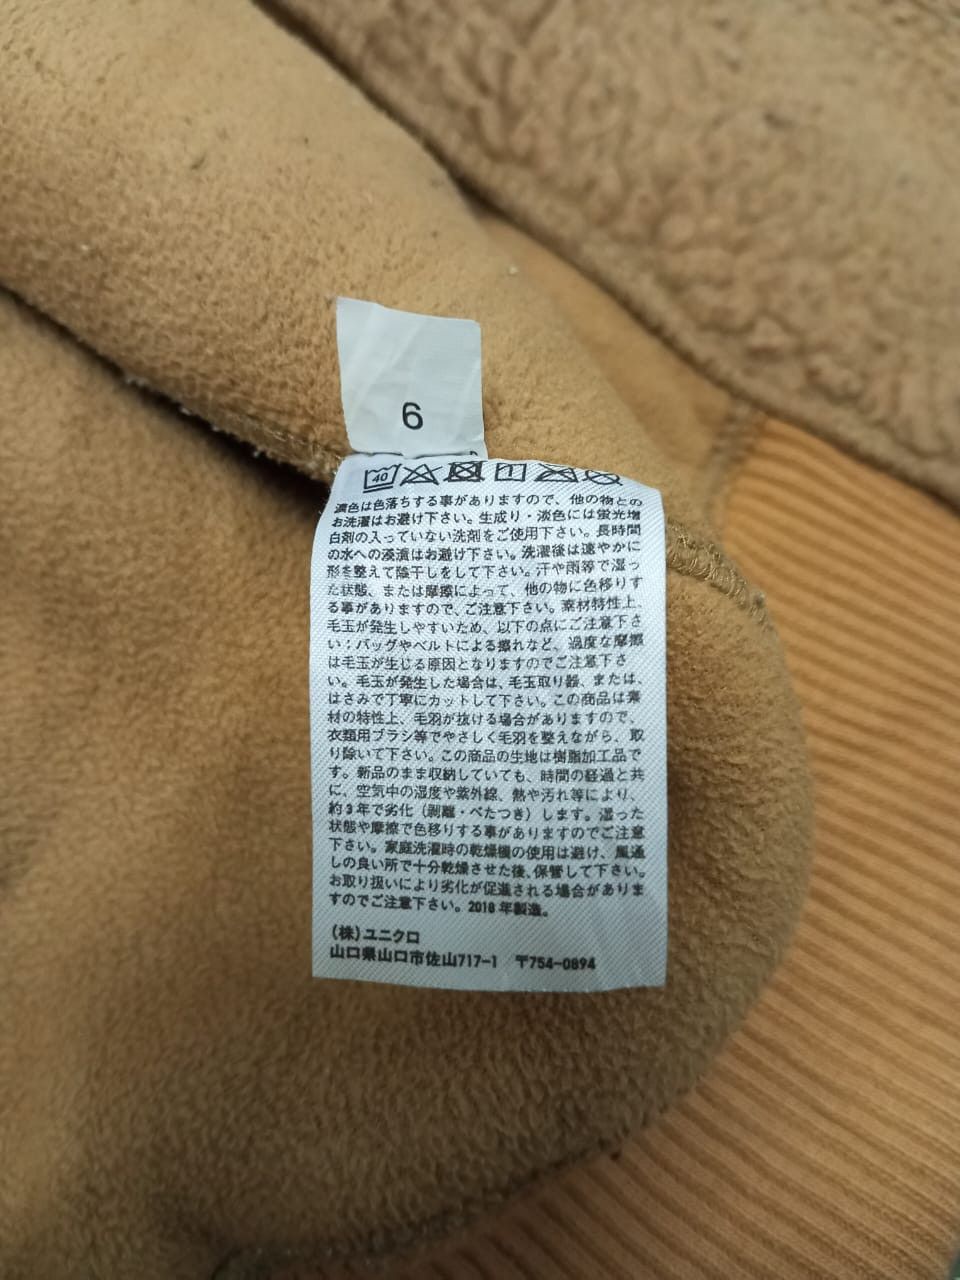 6
40
濃色は色落ちする事がありますので、他の物との
お洗濯はお避け下さい。生成り・淡色には蛍光増
白剤の入っていない洗剤をご使用下さい。長時間
の水への浸漬はお避け下さい。洗濯後は速やかに
形を整えて陰干しをして下さい。汗や雨等で湿っ
た状態、または摩擦によって、他の物に色移りす
る事がありますので、ご注意下さい。素材特性上、
毛玉が発生しやすいため、以下の点にご注意下さ
い：バッグやベルトによる擦れなど、過度な摩擦
は毛玉が生じる原因となりますのでご注意下さ
い。毛玉が発生した場合は、毛玉取り器、または、
はさみで丁寧にカットして下さい。この商品は素
材の特性上、毛羽が抜ける場合がありますので、
衣類用ブラシ等でやさしく毛羽を整えながら、取
り除いて下さい。この商品の生地は樹脂加工品で
す。新品のまま収納していても、時間の経過と共
に、空気中の湿度や紫外線、熱や汚れ等により、
約3年で劣化（剥離・べたつき）します。湿った
状態や摩擦で色移りする事がありますのでご注意
下さい。家庭洗濯時の乾燥機の使用は避け、風通
しの良い所で十分乾燥させた後、保管して下さい。
お取り扱いにより劣化が促進される場合がありま
すのでご注意下さい。2018年製造。
(株)ユニクロ
山口県山口市佐山717-1 〒754-0894